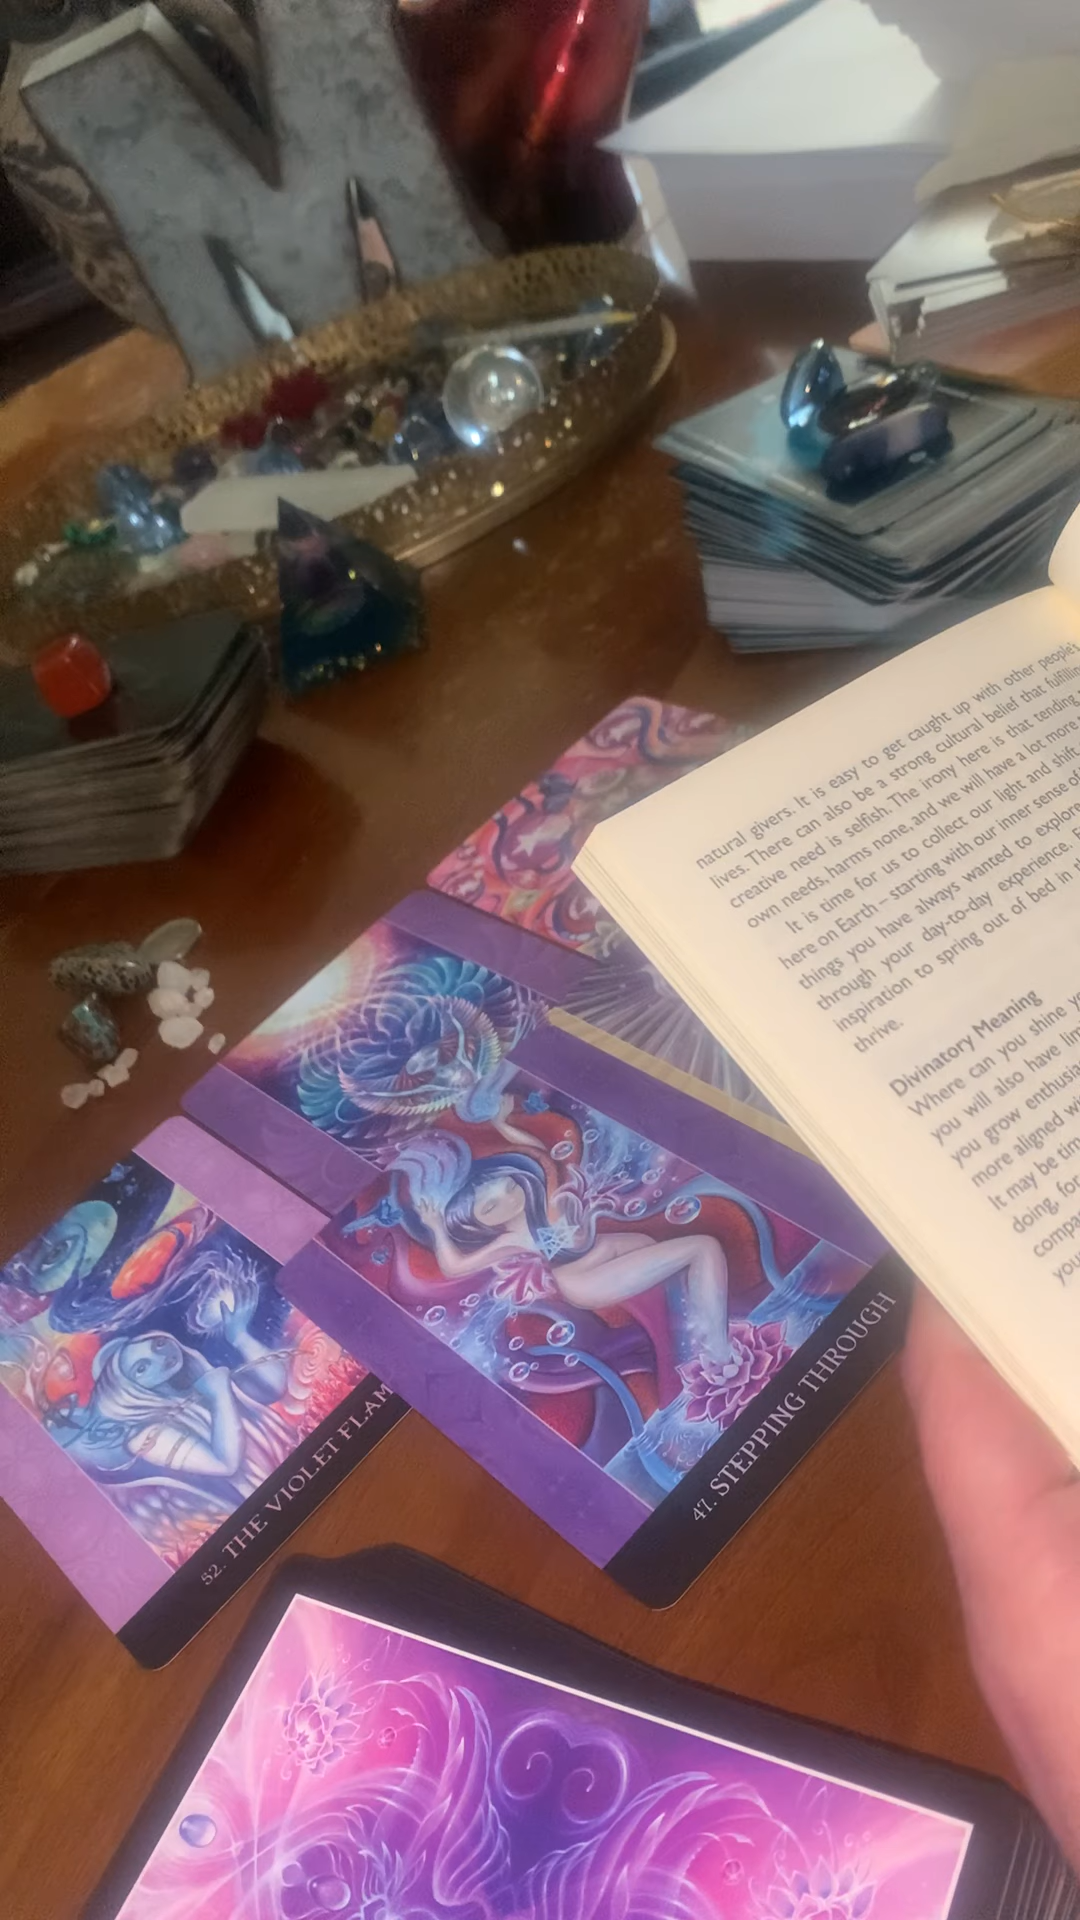 M
natural givers. It is easy to get caught up with other people's
lives. There can also be a strong cultural belief that fulfilling
creative need is selfish. The irony here is that tending
own needs, harms none, and we will have a lot more
It is time for us to collect our light and shift
here on Earth – starting with our inner sense of
things you have always wanted to explore
through your day-to-day experience.
inspiration to spring out of bed in
thrive.
Divinatory Meaning
Where can you shine
you will also have
you grow
more aligned
It may be
doing, for
52. THE VIOLET FLAM
47. STEPPING THROUGH